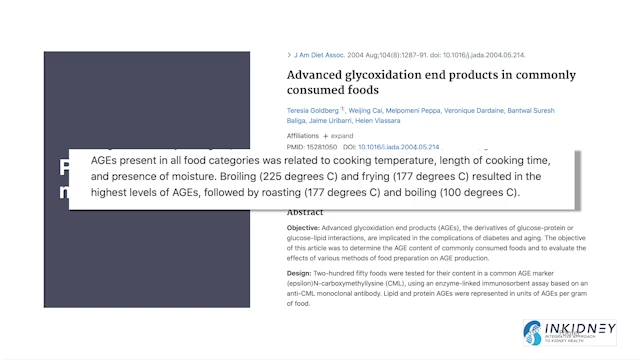 J Am Diet Assoc. 2004 Aug;104(8):1287-91. doi: 10.1016/j.jada.2004.05.214.
Advanced glycoxidation end products in commonly
consumed foods
Teresia Goldberg 1, Weijing Cai, Melpomeni Peppa, Veronique Dardaine, Bantwal Suresh
Baliga, Jaime Uribarri, Helen Vlassara
Affiliations + expand
PMID: 15281050 DOI: 10.1016/j.jada.2004.05.214
AGEs present in all food categories was related to cooking temperature, length of cooking time,
and presence of moisture. Broiling (225 degrees C) and frying (177 degrees C) resulted in the
highest levels of AGEs, followed by roasting (177 degrees C) and boiling (100 degrees C).
Abstract
Objective: Advanced glycoxidation end products (AGEs), the derivatives of glucose-protein or
glucose-lipid interactions, are implicated in the complications of diabetes and aging. The objective
of this article was to determine the AGE content of commonly consumed foods and to evaluate the
effects of various methods of food preparation on AGE production.
Design: Two-hundred fifty foods were tested for their content in a common AGE marker
(epsilon)N-carboxymethyllysine (CML), using an enzyme-linked immunosorbent assay based on an
anti-CML monoclonal antibody. Lipid and protein AGEs were represented in units of AGEs per gram
of food.
INKIDNEY
INTEGRATIVE APPROACH
TO KIDNEY HEALTH